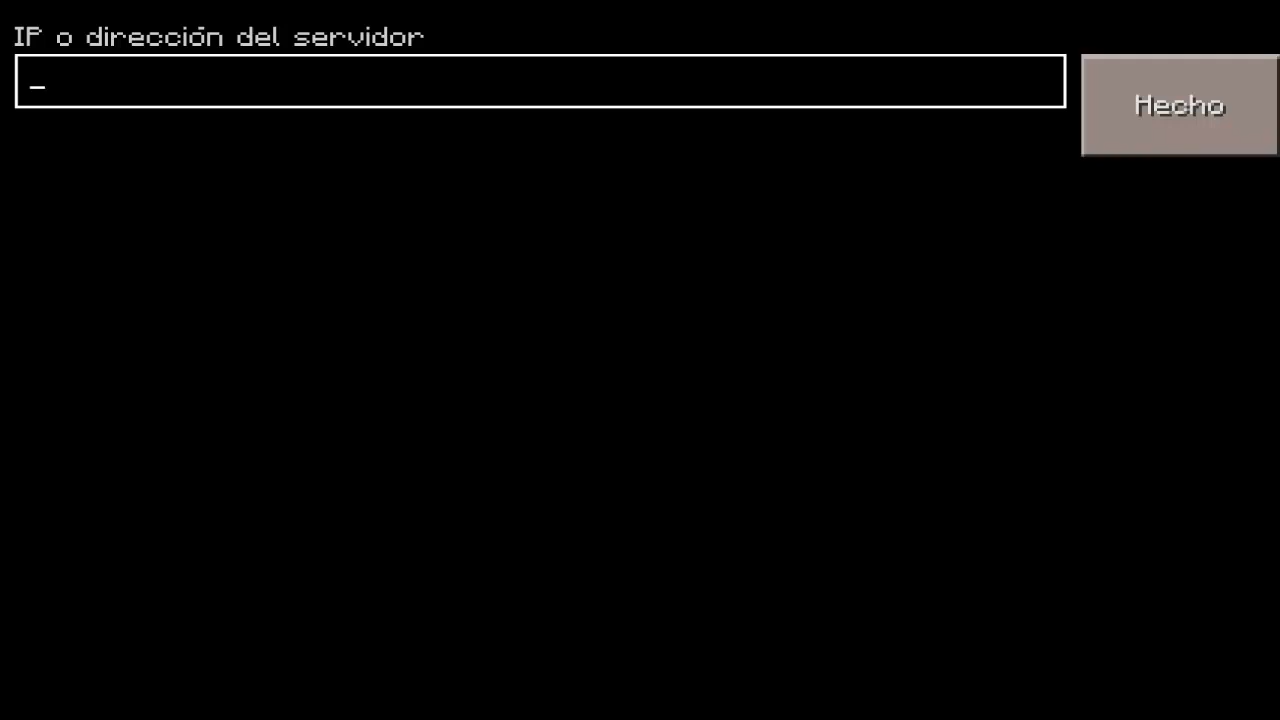 IP o dirección del servidor
_
Hecho